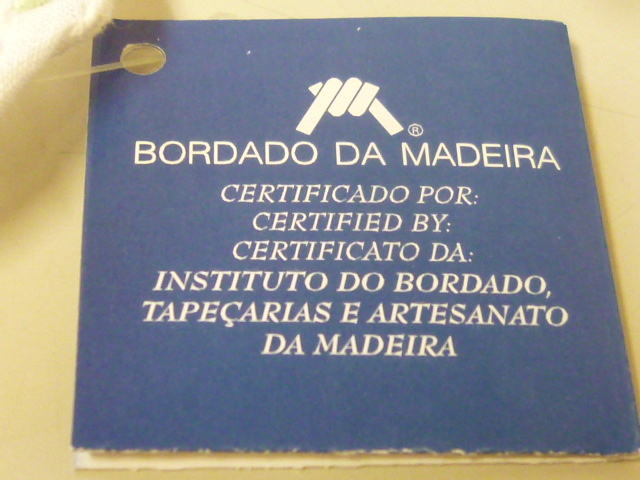 ®
BORDADO DA MADEIRA
CERTIFICADO POR:
CERTIFIED BY:
CERTIFICATO DA:
INSTITUTO DO BORDADO,
TAPEÇARIAS E ARTESANATO
DA MADEIRA